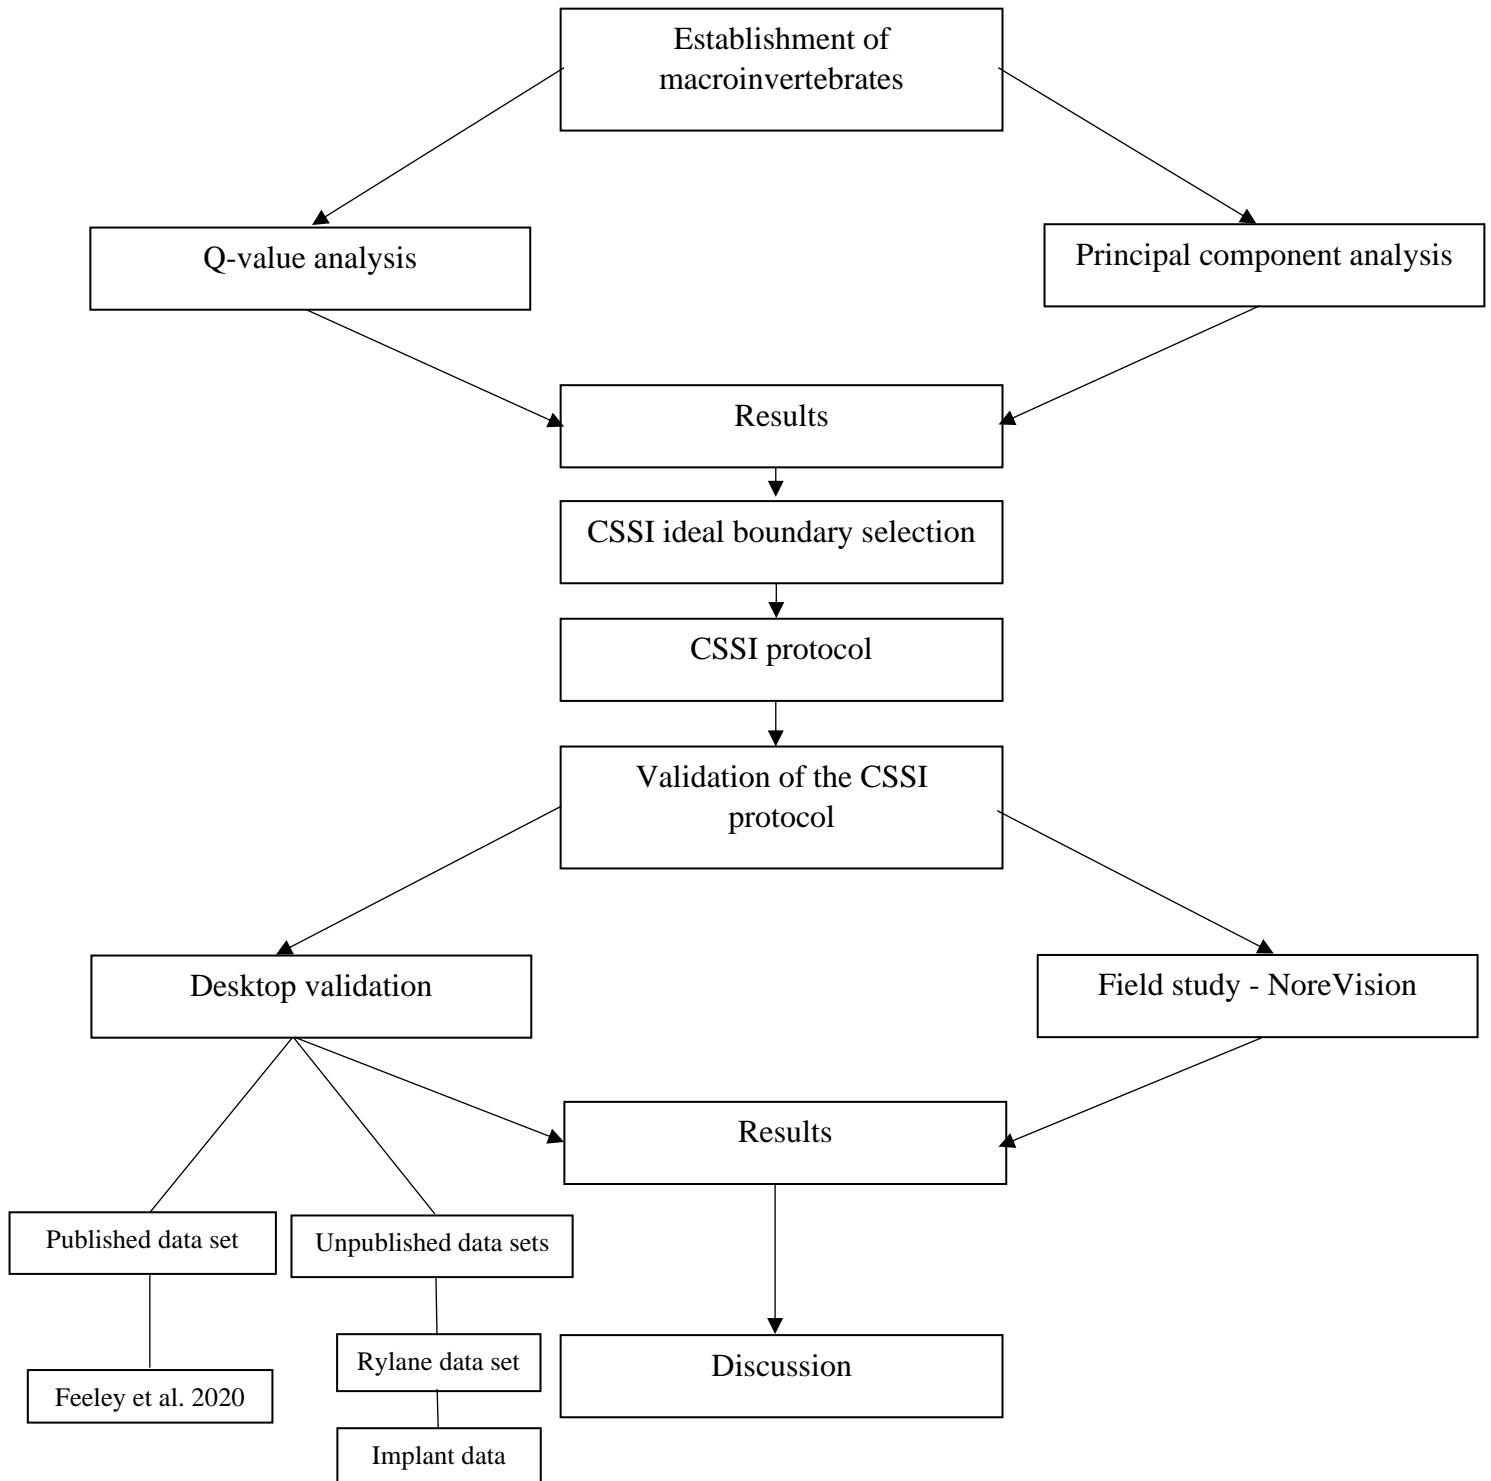 Establishment of
macroinvertebrates
Q-value analysis
Principal component analysis
Results
CSSI ideal boundary selection
CSSI protocol
Validation of the CSSI
protocol
Desktop validation
Field study - NoreVision
Results
Published data set
Unpublished data sets
Rylane data set
Discussion
Feeley et al. 2020
Implant data